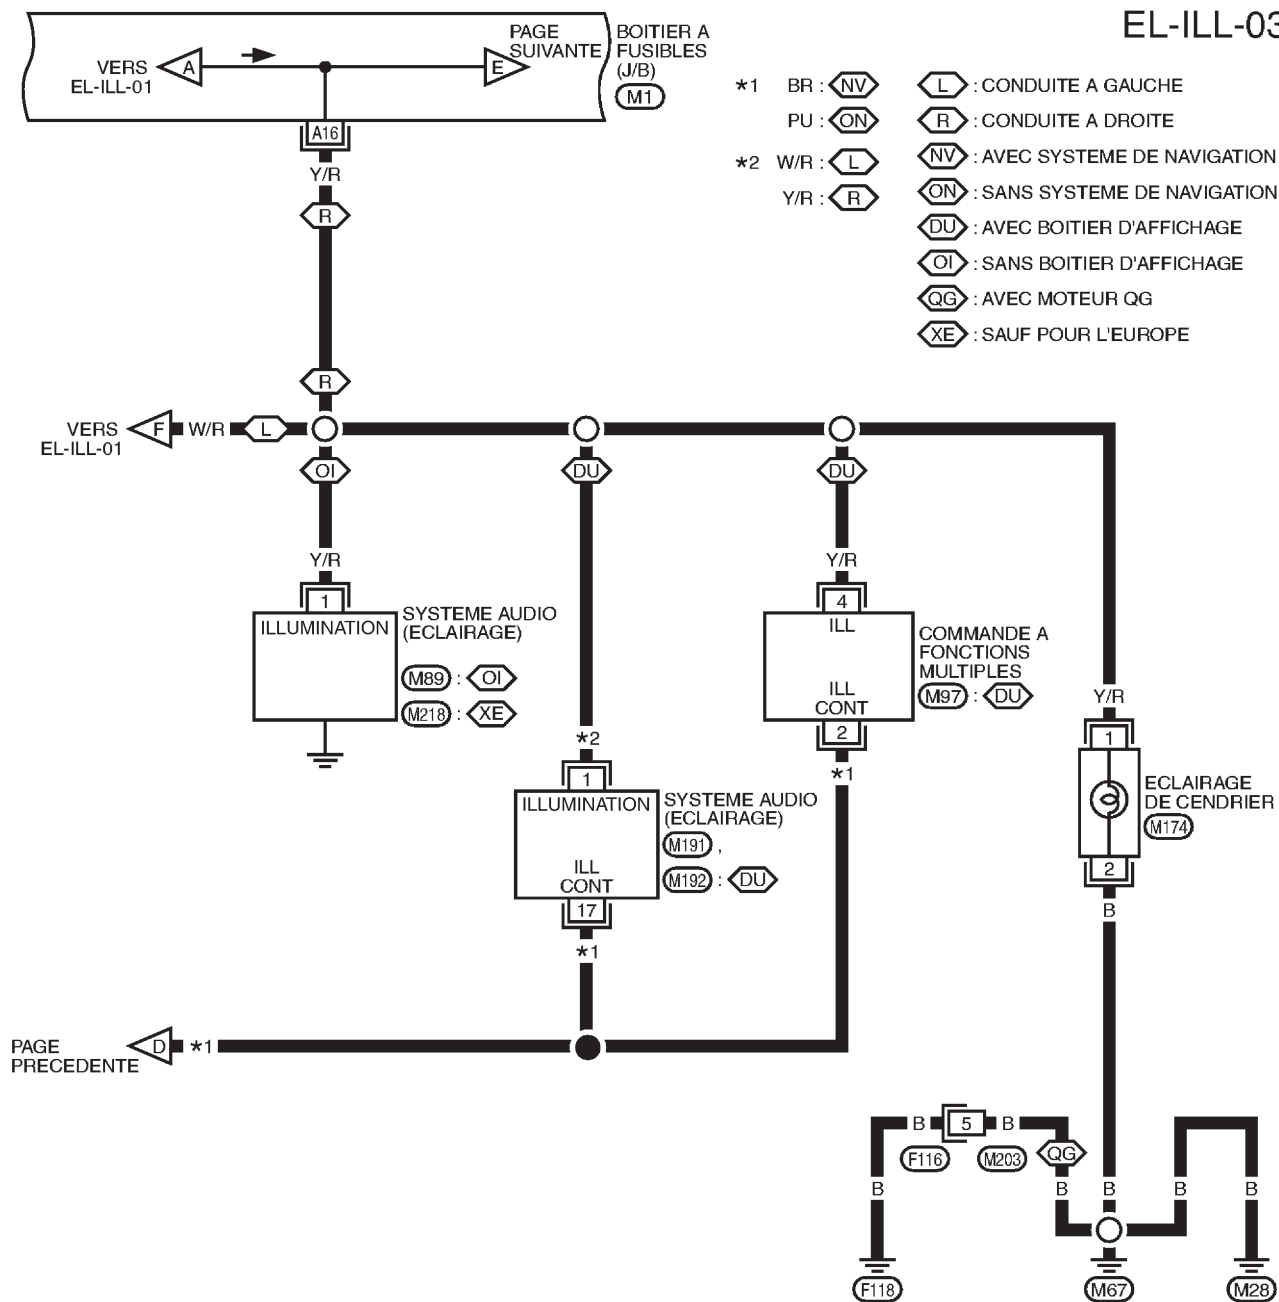 EL-ILL-03
VERS
EL-ILL-01
A
E
PAGE
SUIVANTE
BOITIER A
FUSIBLES
(J/B)
M1
A16
Y/R
R
R
*1 BR : NV
PU : ON
*2 W/R : L
Y/R : R
L : CONDUITE A GAUCHE
R : CONDUITE A DROITE
NV : AVEC SYSTEME DE NAVIGATION
ON : SANS SYSTEME DE NAVIGATION
DU : AVEC BOITIER D'AFFICHAGE
OI : SANS BOITIER D'AFFICHAGE
QG : AVEC MOTEUR QG
XE : SAUF POUR L'EUROPE
VERS
EL-ILL-01
F
W/R
L
OI
DU
DU
Y/R
1
ILLUMINATION
SYSTEME AUDIO
(ECLAIRAGE)
M89 : OI
M218 : XE
*2
1
ILLUMINATION
ILL
CONT
17
*1
SYSTEME AUDIO
(ECLAIRAGE)
M191 ,
M192 : DU
Y/R
4
ILL
ILL
CONT
2
*1
COMMANDE A
FONCTIONS
MULTIPLES
M97 : DU
Y/R
1
2
B
ECLAIRAGE
DE CENDRIER
M174
PAGE
PRECEDENTE
D
*1
B
5
B
F116
M203
QG
B
B
B
B
B
F118
M67
M28